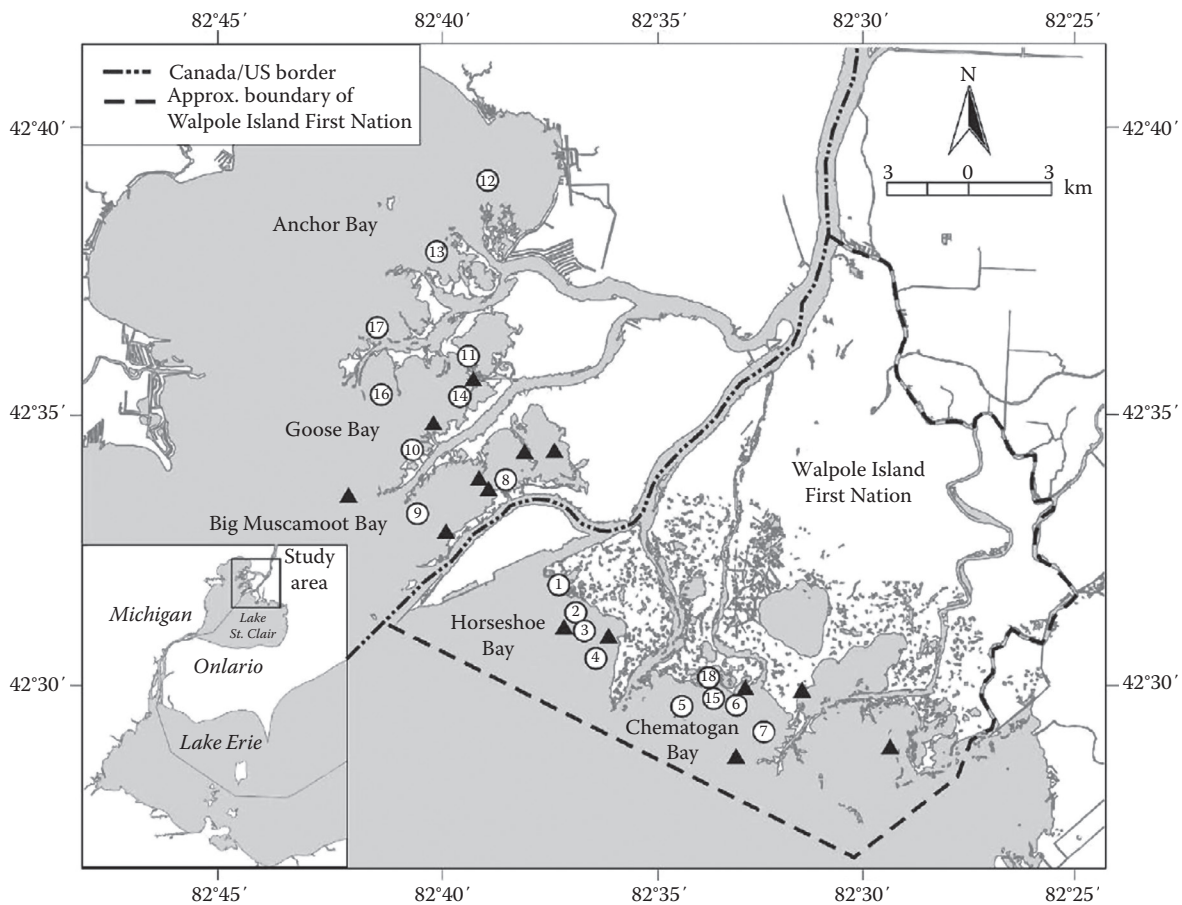 82°45′ 82°40′ 82°35′ 82°30′ 82°25′
Canada/US border
Approx. boundary of
Walpole Island First Nation
N
3 0 3
km
42°40′ 42°40′
12
Anchor Bay
13
17
11
16
14
42°35′ 42°35′
Goose Bay
10
8
Walpole Island
First Nation
9
Big Muscamoot Bay
Study
area
Michigan
Lake
St. Clair
Ontario
Lake Erie
1
2
3
Horseshoe
Bay
4
42°30′ 42°30′
18
15
5
6
7
Chematogan
Bay
82°45′ 82°40′ 82°35′ 82°30′ 82°25′